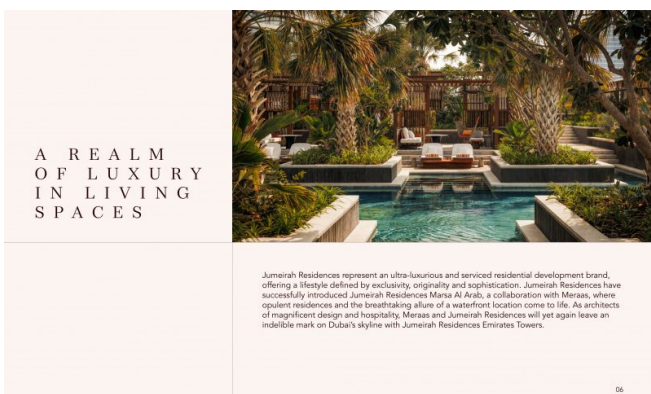 A REALM
OF LUXURY
IN LIVING
SPACES
Jumeirah Residences represent an ultra-luxurious and serviced residential development brand,
offering a lifestyle defined by exclusivity, originality and sophistication. Jumeirah Residences have
successfully introduced Jumeirah Residences Marsa Al Arab, a collaboration with Meraas, where
opulent residences and the breathtaking allure of a waterfront location come to life. As architects
of magnificent design and hospitality, Meraas and Jumeirah Residences will yet again leave an
indelible mark on Dubai's skyline with Jumeirah Residences Emirates Towers.
06